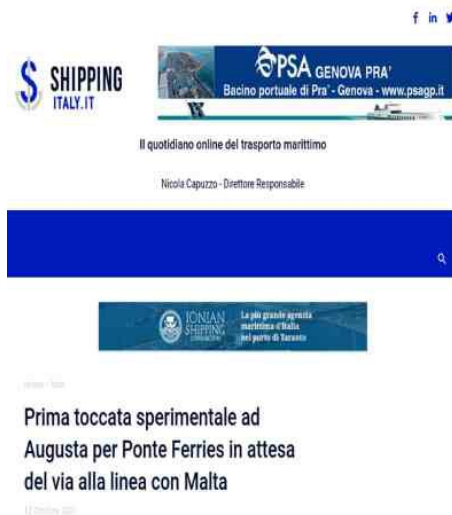 f in
SHIPPING
ITALY.IT
PSA GENOVA PRA'
Bacino portuale di Pra' - Genova - www.psagp.it
Il quotidiano online del trasporto marittimo
Nicola Capuzzo - Direttore Responsabile
IONIAN
SHIPPING
La più grande agenzia
marittima d'Italia
nel porto di Taranto
Prima toccata sperimentale ad
Augusta per Ponte Ferries in attesa
del via alla linea con Malta